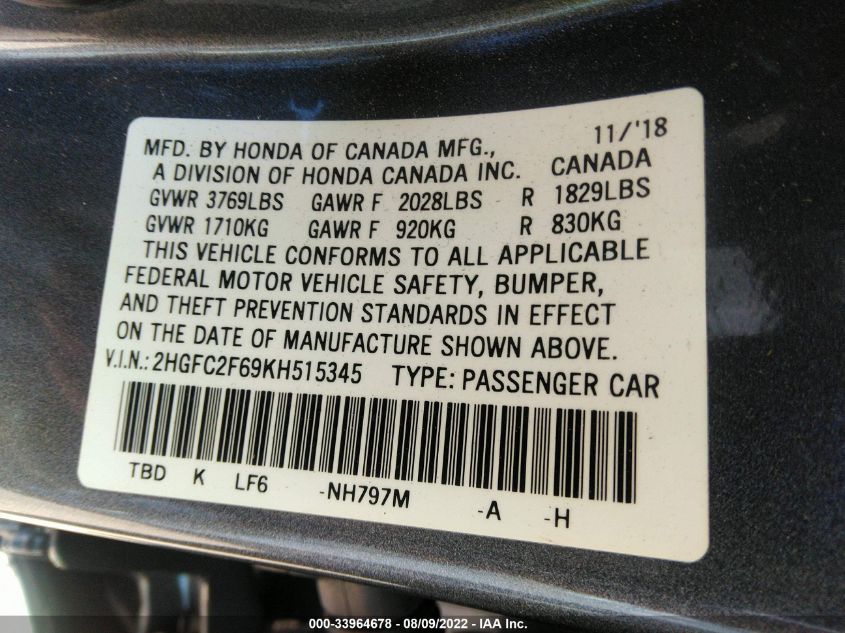 11/'18
MFD. BY HONDA OF CANADA MFG.,
A DIVISION OF HONDA CANADA INC. CANADA
GVWR 3769LBS GAWR F 2028LBS R 1829LBS
GVWR 1710KG GAWR F 920KG R 830KG
THIS VEHICLE CONFORMS TO ALL APPLICABLE
FEDERAL MOTOR VEHICLE SAFETY, BUMPER,
AND THEFT PREVENTION STANDARDS IN EFFECT
ON THE DATE OF MANUFACTURE SHOWN ABOVE.
V.I.N.: 2HGFC2F69KH515345 TYPE: PASSENGER CAR
TBD K LF6 -NH797M -A -H
000-33964678 - 08/09/2022 - IAA Inc.